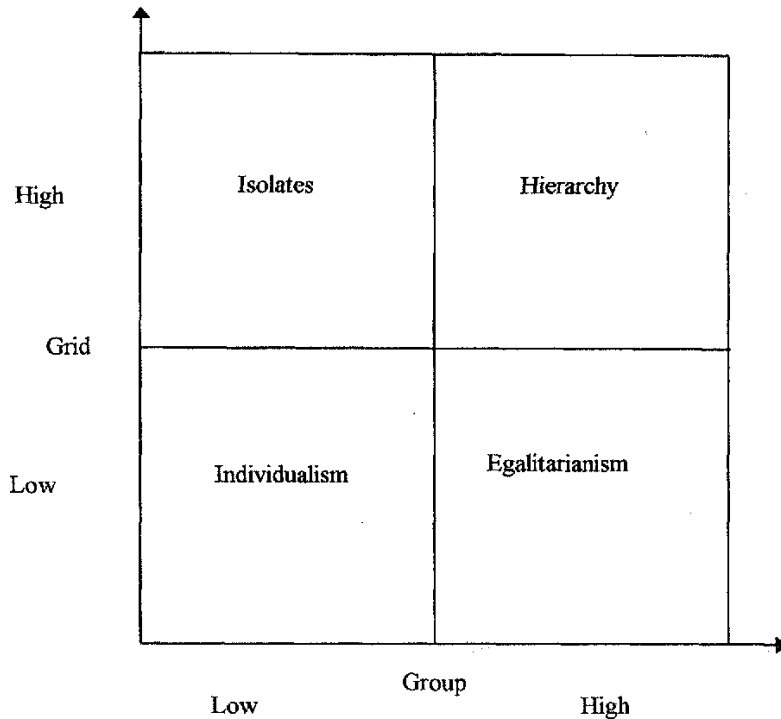 High
Isolates
Hierarchy
Grid
Low
Individualism
Egalitarianism
Group
Low
High